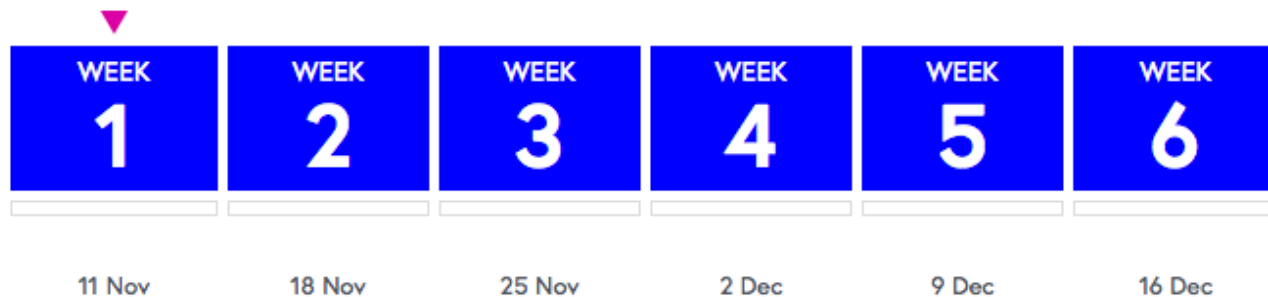 WEEK WEEK WEEK WEEK WEEK WEEK
1 2 3 4 5 6
11 Nov 18 Nov 25 Nov 2 Dec 9 Dec 16 Dec